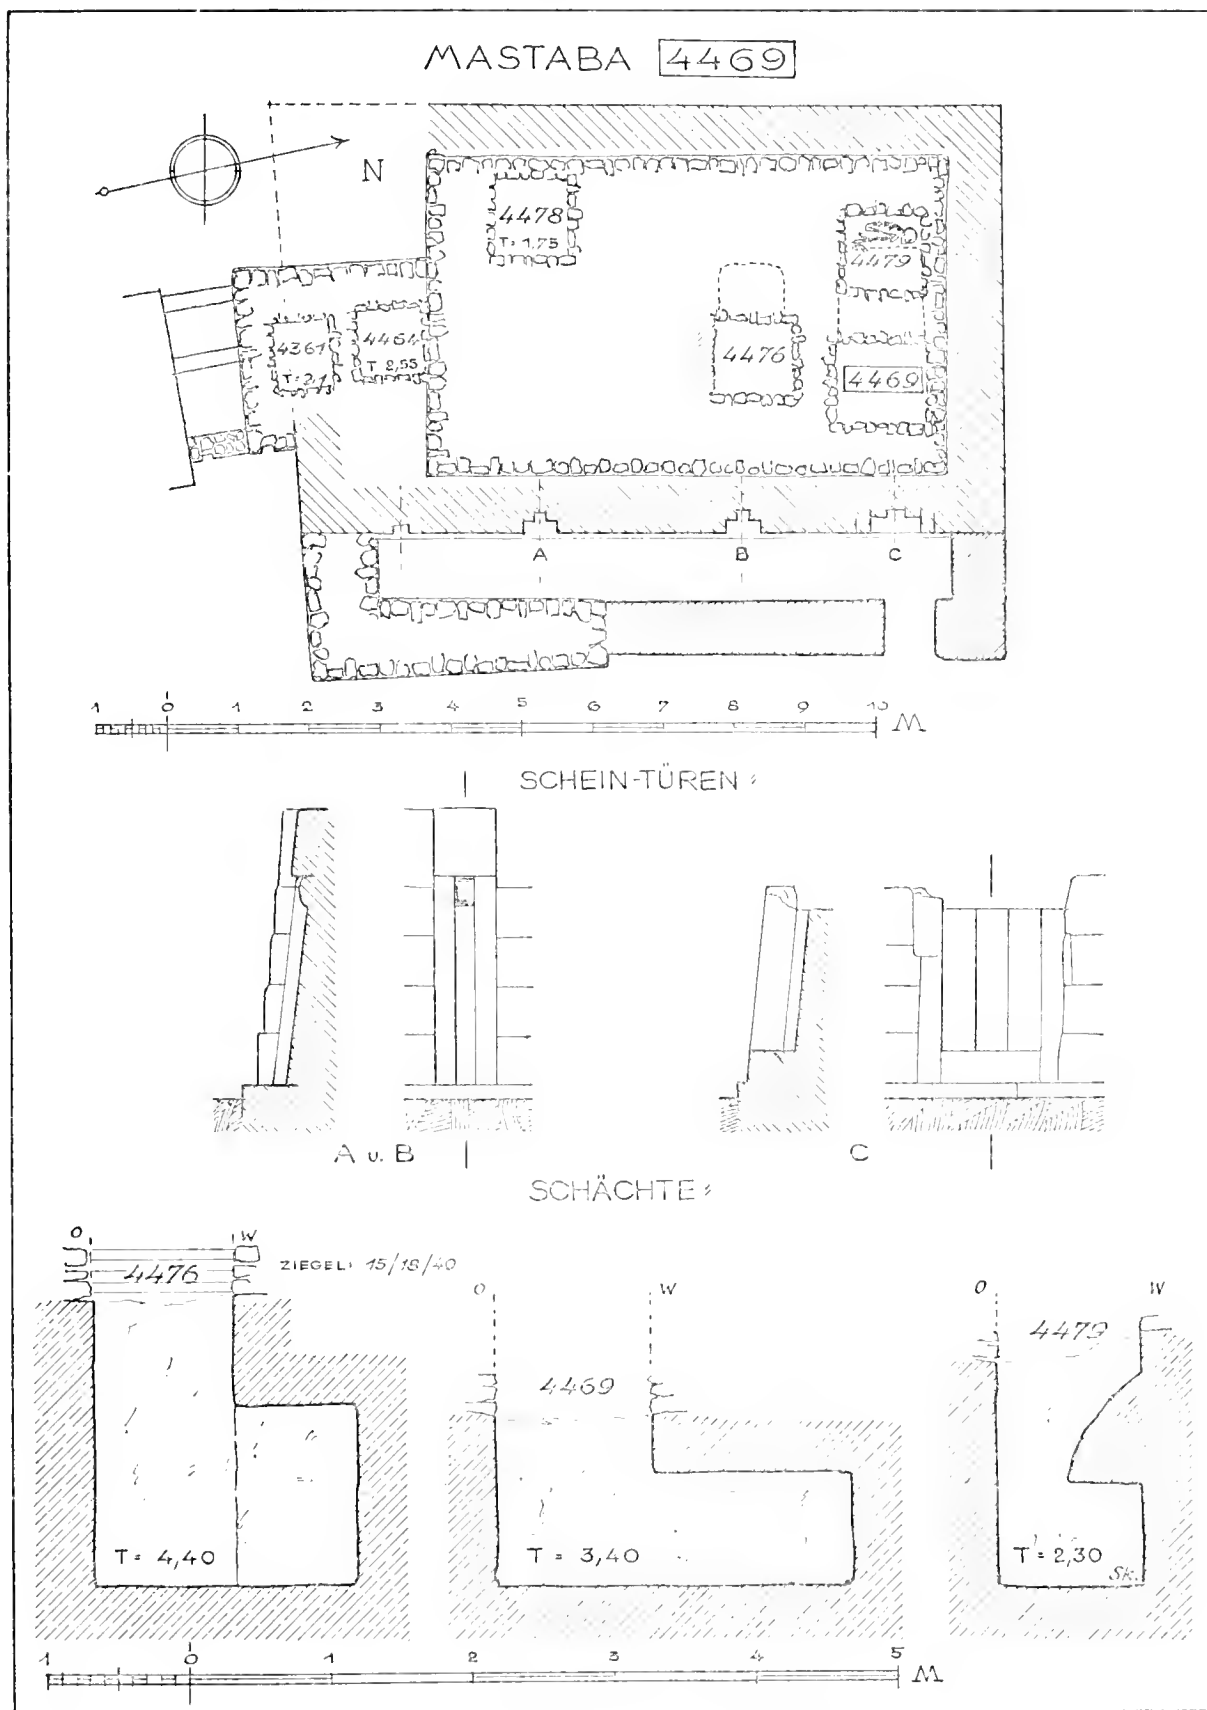 MASTABA 4469
N
4478
T= 1,75
4479
4361
T= 2,1
4464
T 2,55
4476
4469
A B C
1 0 1 2 3 4 5 6 7 8 9 10 M
SCHEIN-TÜREN
A u. B
C
SCHÄCHTE
O W
4476
ZIEGEL: 15/18/40
O W
4469
O W
4479
T= 4,40
T= 3,40
T= 2,30
Sk.
1 0 1 2 3 4 5 M